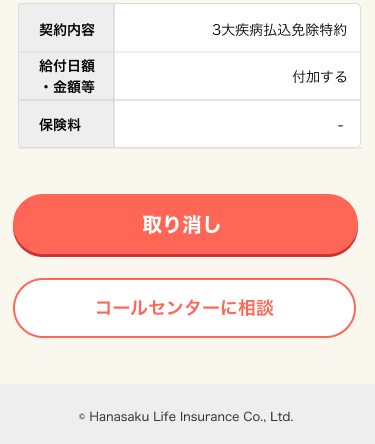 契約内容 3大疾病払込免除特約
給付日額
・金額等 付加する
保険料 -
取り消し
コールセンターに相談
© Hanasaku Life Insurance Co., Ltd.